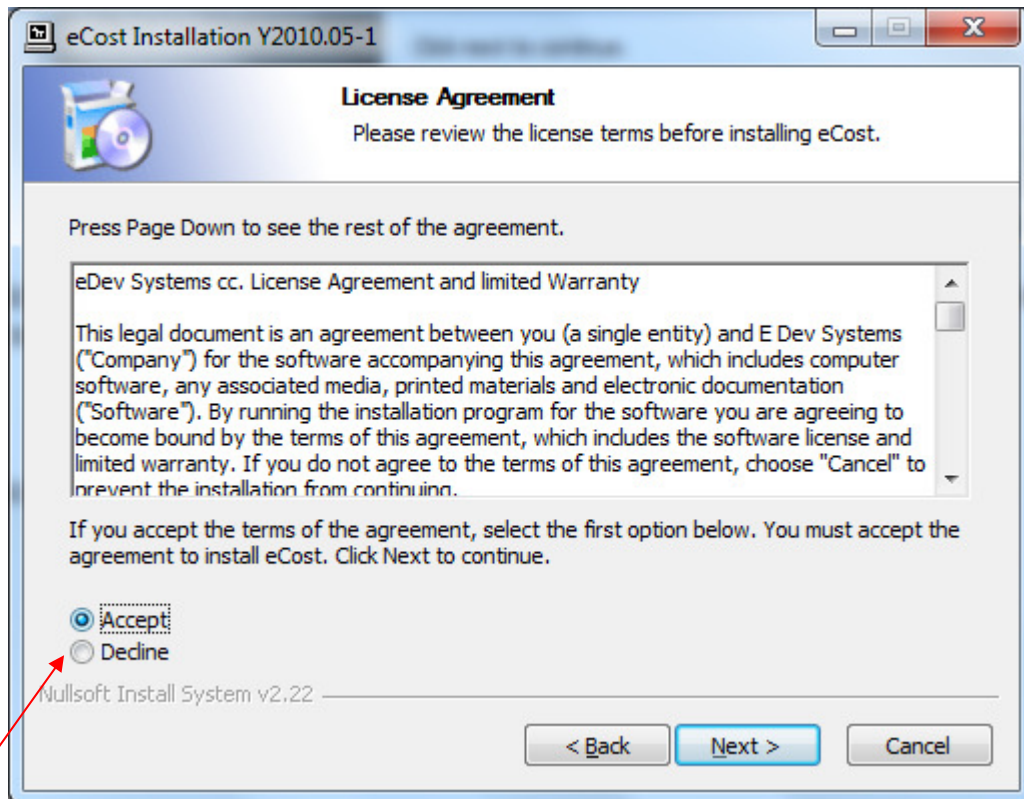 eCost Installation Y2010.05-1
Click next to continue.
License Agreement
Please review the license terms before installing eCost.
Press Page Down to see the rest of the agreement.
eDev Systems cc. License Agreement and limited Warranty
This legal document is an agreement between you (a single entity) and E Dev Systems
("Company") for the software accompanying this agreement, which includes computer
software, any associated media, printed materials and electronic documentation
("Software"). By running the installation program for the software you are agreeing to
become bound by the terms of this agreement, which includes the software license and
limited warranty. If you do not agree to the terms of this agreement, choose "Cancel" to
prevent the installation from continuing.
If you accept the terms of the agreement, select the first option below. You must accept the
agreement to install eCost. Click Next to continue.
Accept
Decline
Nullsoft Install System v2.22
< Back
Next >
Cancel